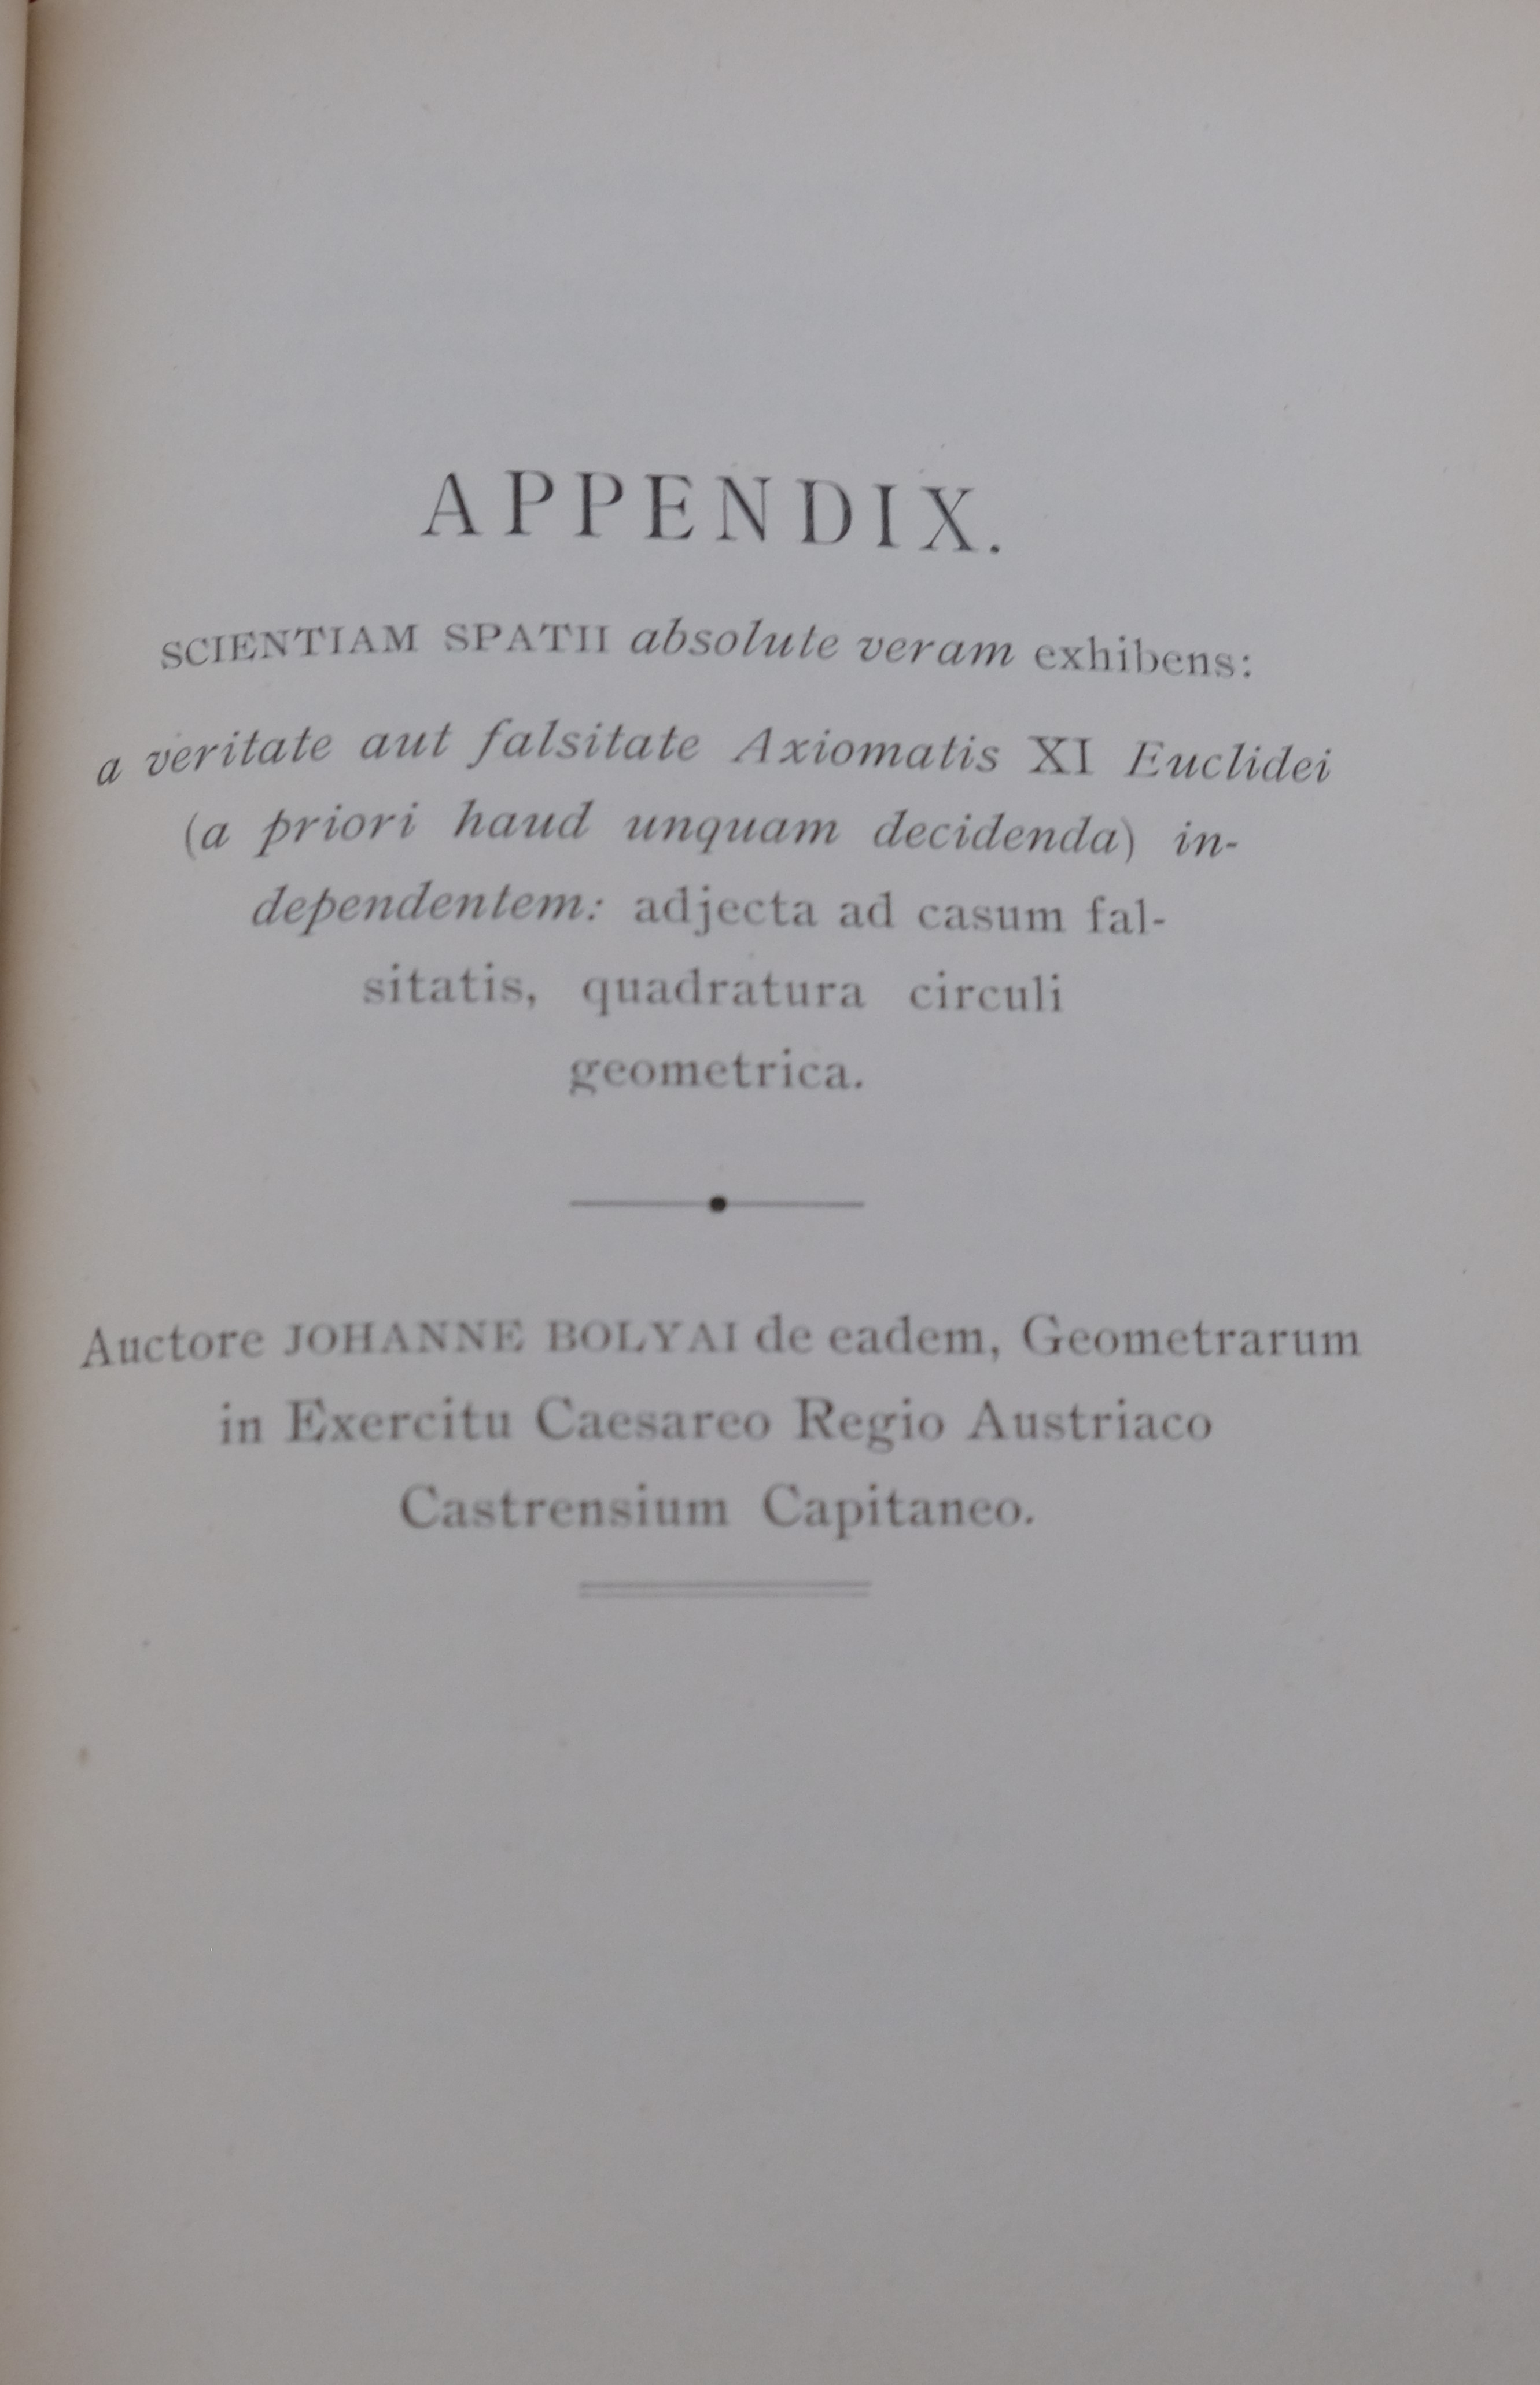 APPENDIX.
SCIENTIAM SPATII absolute veram exhibens:
a veritate aut falsitate Axiomatis XI Euclidei
(a priori haud unquam decidenda) in-
dependentem: adjecta ad casum fal-
sitatis, quadratura circuli
geometrica.
Auctore JOHANNE BOLYAI de eadem, Geometrarum
in Exercitu Caesareo Regio Austriaco
Castrensium Capitaneo.